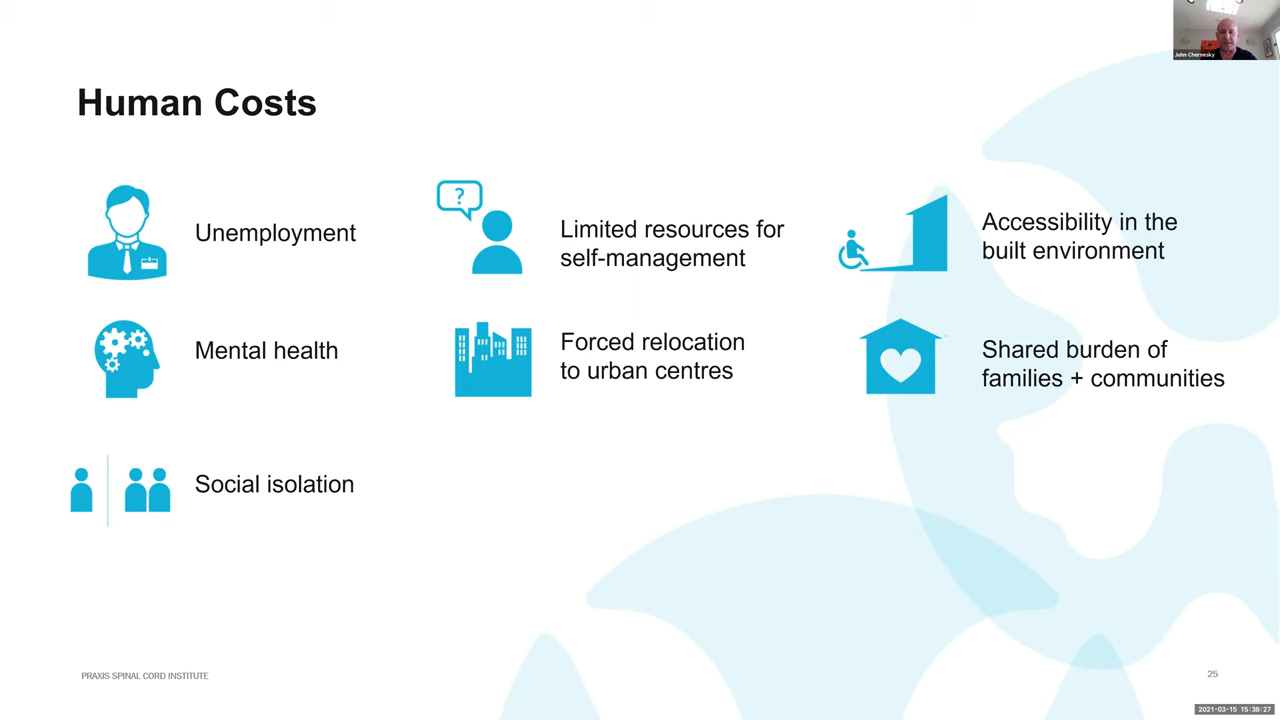 John Chernesky
Human Costs
Unemployment
?
Limited resources for
self-management
Accessibility in the
built environment
Mental health
Forced relocation
to urban centres
Shared burden of
families + communities
Social isolation
PRAXIS SPINAL CORD INSTITUTE
25
2021-03-15 15:38:27